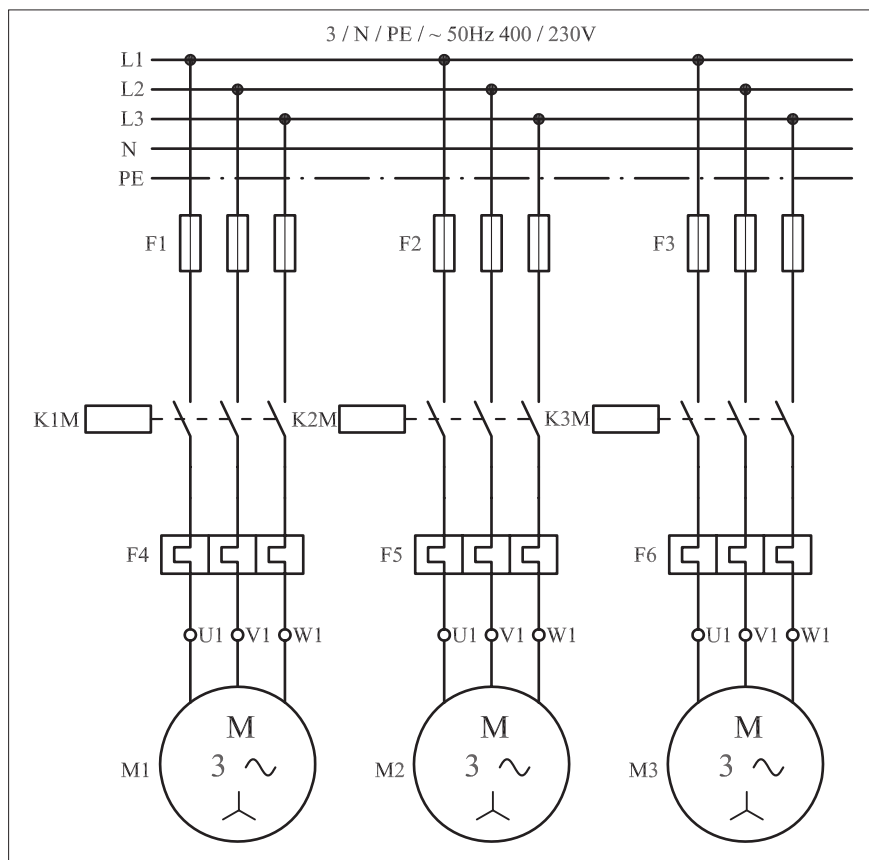 3 / N / PE / ~ 50Hz 400 / 230V
L1
L2
L3
N
PE
F1 F2 F3
K1M K2M K3M
F4 F5 F6
U1 V1 W1 U1 V1 W1 U1 V1 W1
M M M
M1 3 M2 3 M3 3